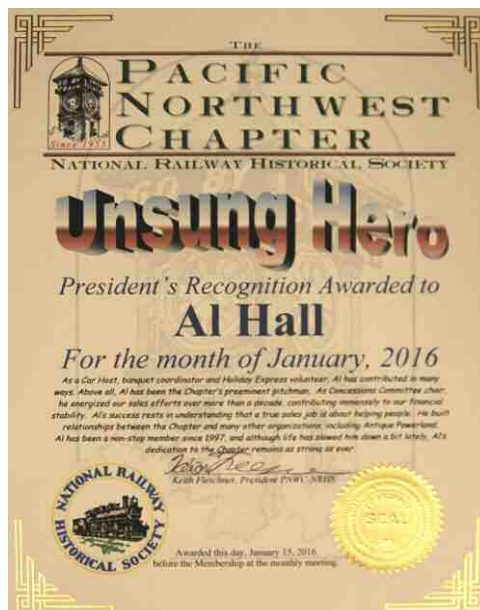 THE
PACIFIC
NORTHWEST
CHAPTER
Since 1955
NATIONAL RAILWAY HISTORICAL SOCIETY
Unsung Hero
President's Recognition Awarded to
Al Hall
For the month of January, 2016
As a Car Host, banquet coordinator and Holiday Express volunteer, Al has contributed in many
ways. Above all, Al has been the Chapter's preeminent pitchman. As Concessions Committee chair,
he energized our sales efforts over more than a decade, contributing immensely to our financial
stability. Al's success rests in understanding that a true sales job is about helping people. He built
relationships between the Chapter and many other organizations, including Antique Powerland.
Al has been a non-stop member since 1997, and although life has slowed him down a bit lately, Al's
dedication to the Chapter remains as strong as ever.
Keith Fleschner, President PNWC-NRHS
NATIONAL RAILWAY
HISTORICAL SOCIETY
SEAL
Awarded this day, January 15, 2016
before the Membership at the monthly meeting.